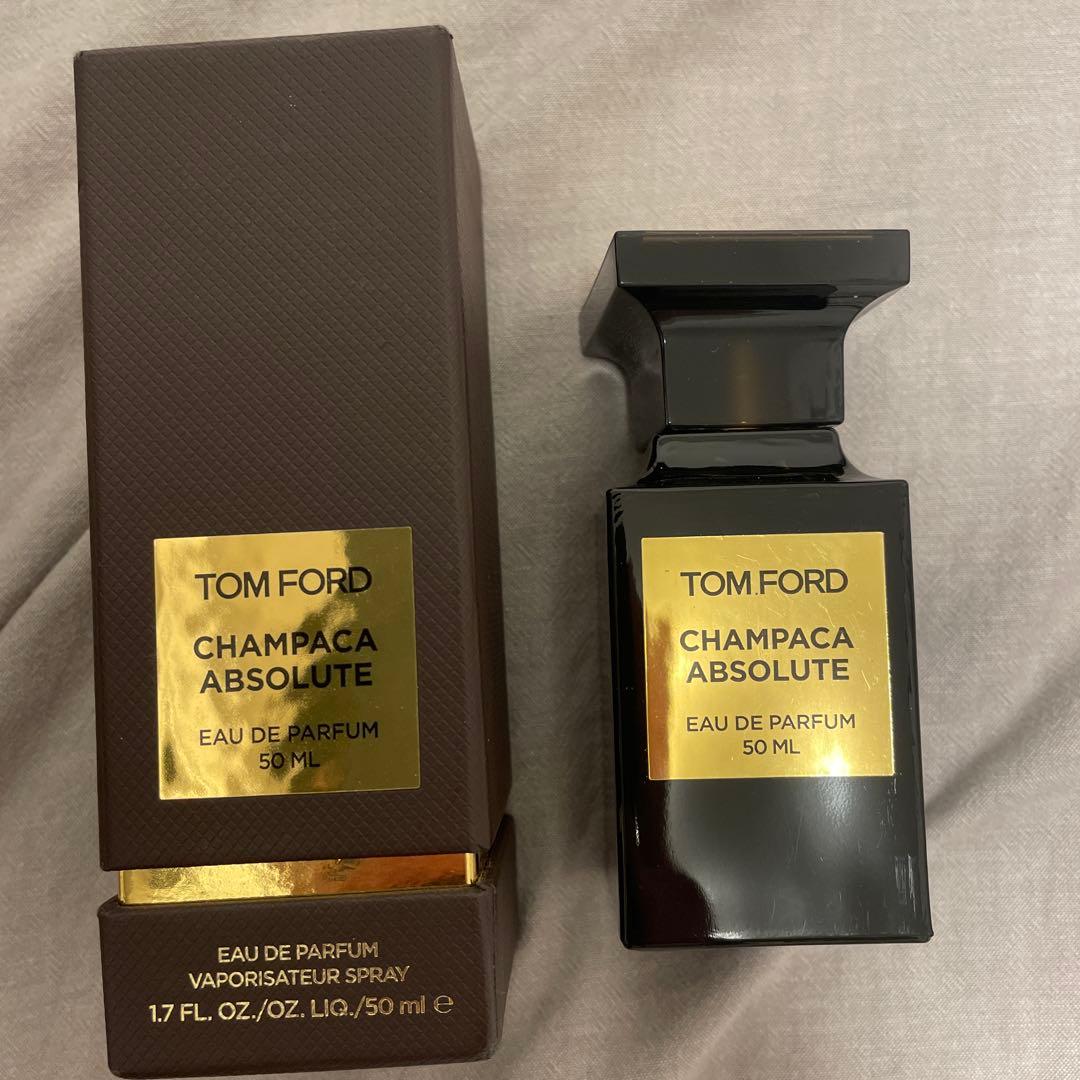 TOM FORD
CHAMPACA
ABSOLUTE
EAU DE PARFUM
50 ML
EAU DE PARFUM
VAPORISATEUR SPRAY
1.7 FL. OZ./OZ. LIQ./50 ml ℮
TOM FORD
CHAMPACA
ABSOLUTE
EAU DE PARFUM
50 ML